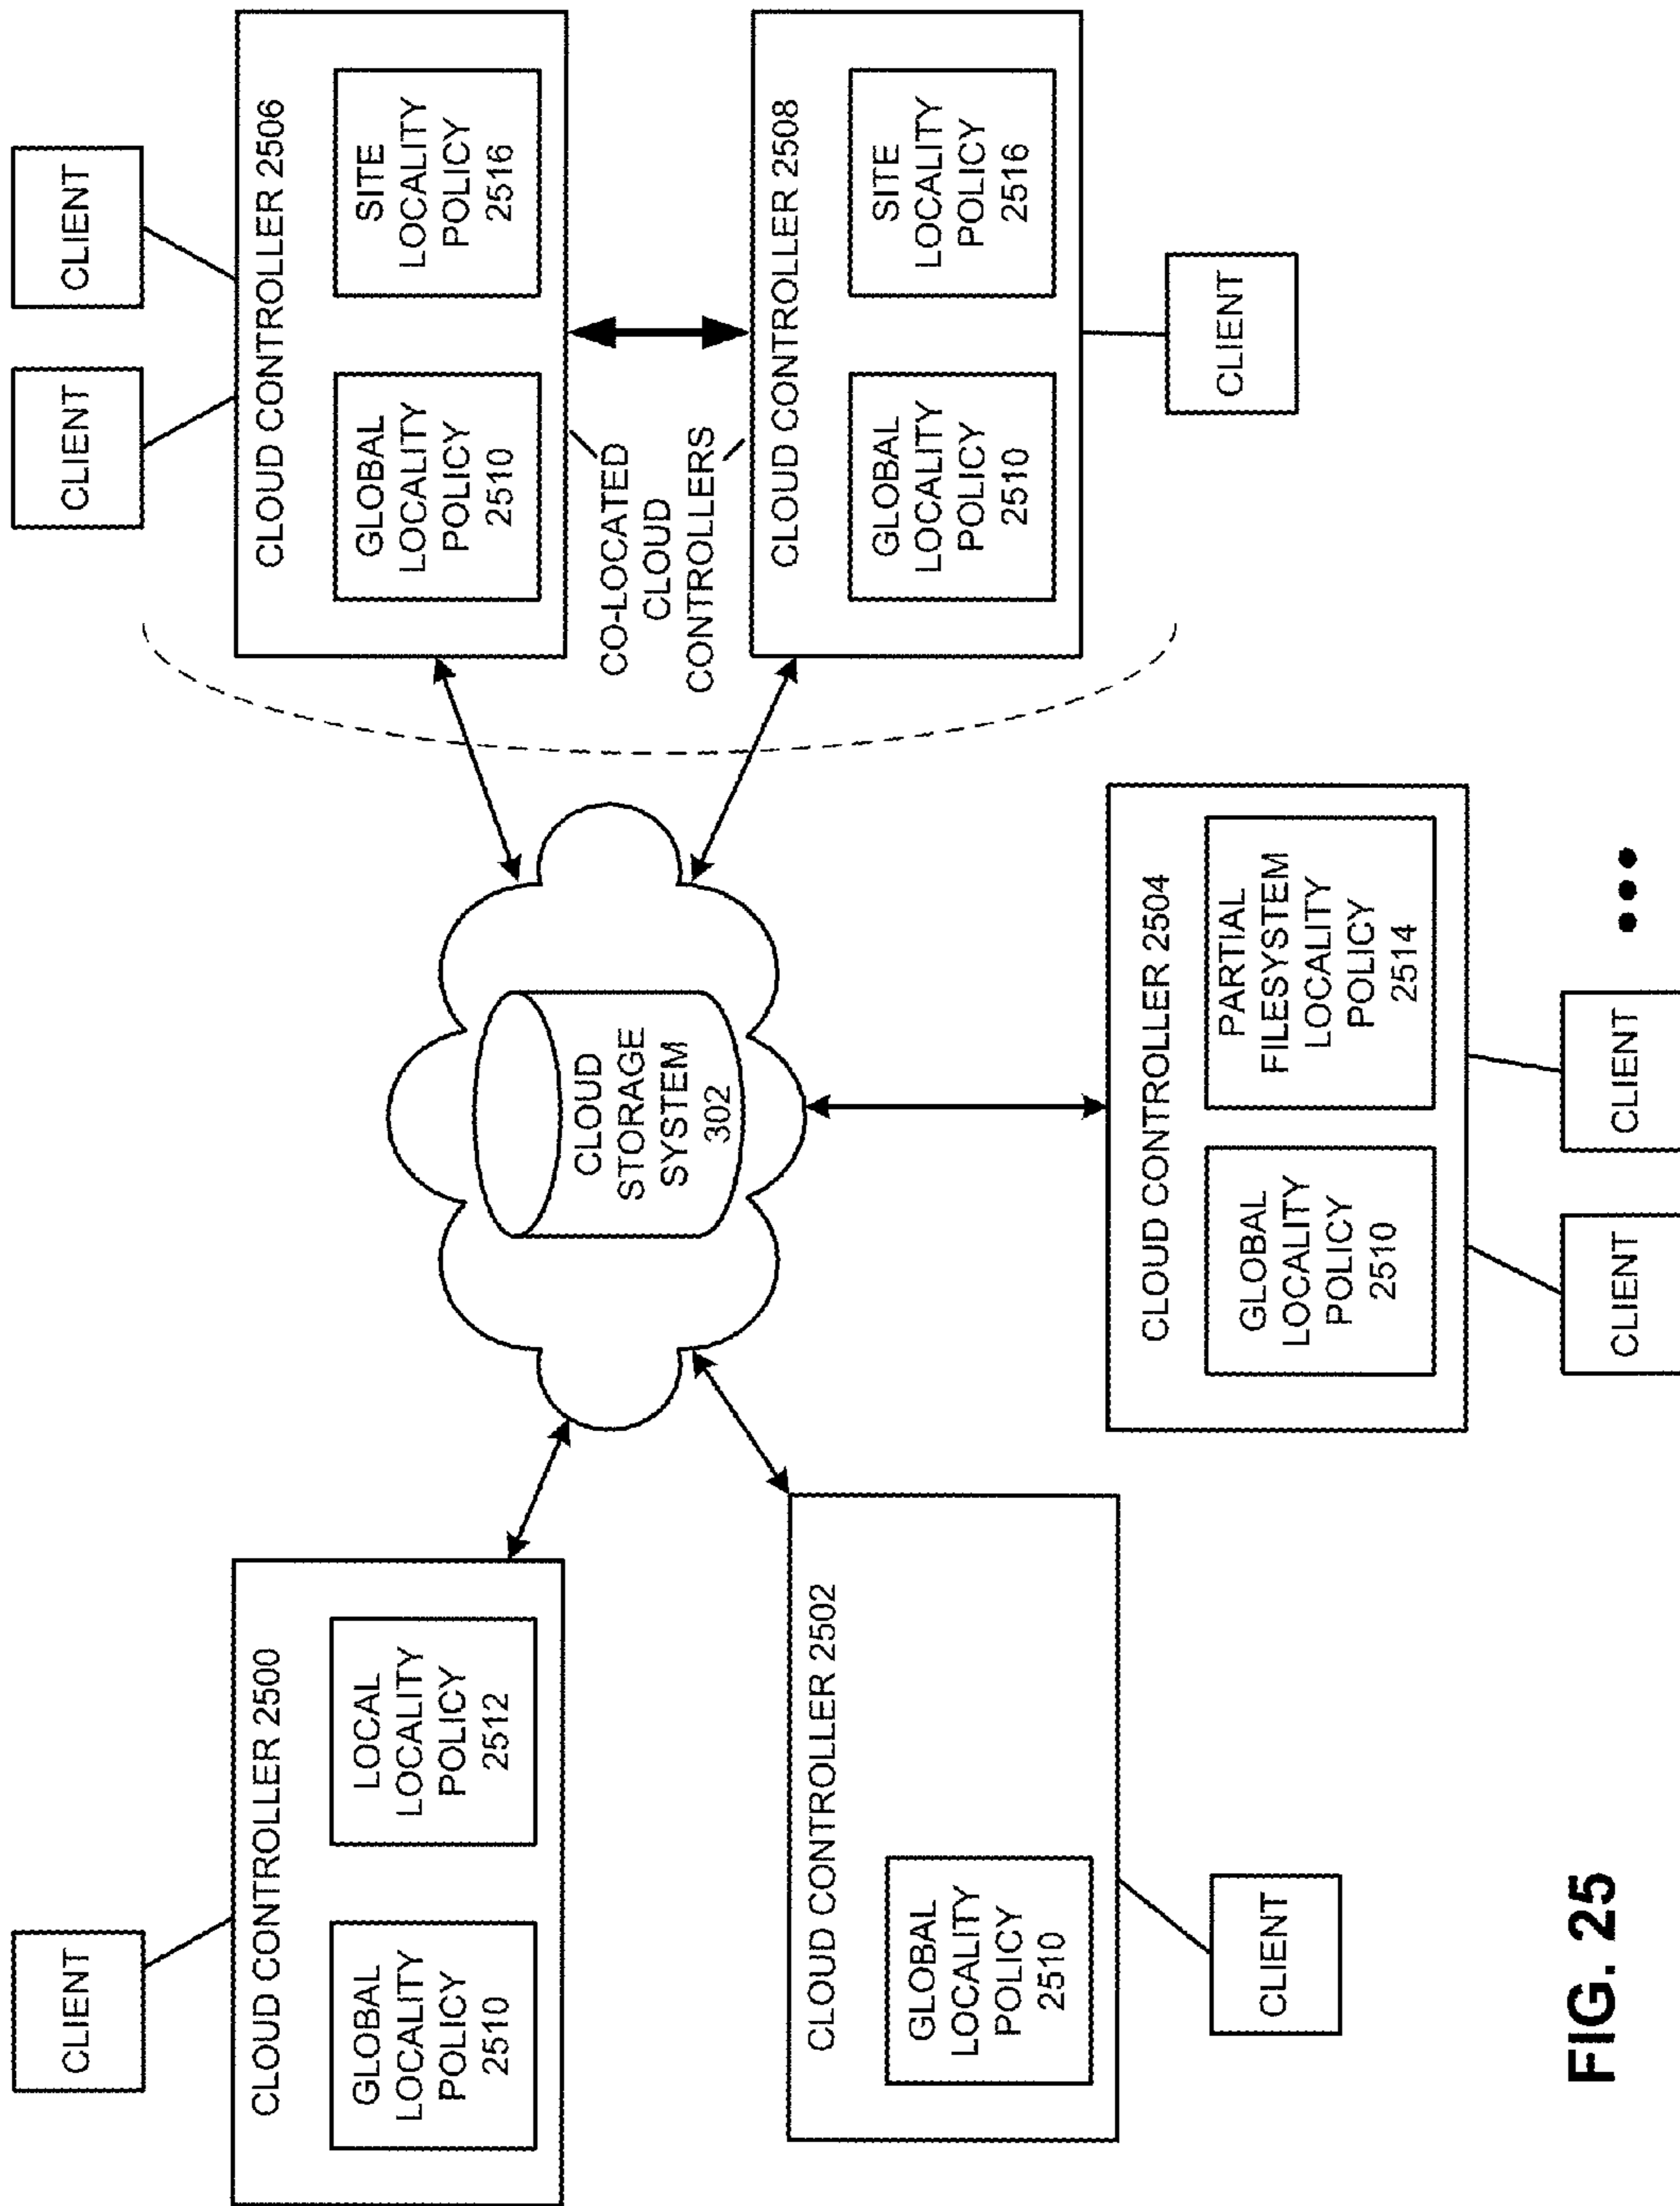 CLIENT
CLOUD CONTROLLER 2500
GLOBAL
LOCALITY
POLICY
2510
LOCAL
LOCALITY
POLICY
2512
CLIENT
CLIENT
CLOUD CONTROLLER 2506
GLOBAL
LOCALITY
POLICY
2510
SITE
LOCALITY
POLICY
2516
CO-LOCATED
CLOUD
CONTROLLERS
CLOUD
STORAGE
SYSTEM
302
CLOUD CONTROLLER 2502
GLOBAL
LOCALITY
POLICY
2510
CLIENT
CLOUD CONTROLLER 2508
GLOBAL
LOCALITY
POLICY
2510
SITE
LOCALITY
POLICY
2516
CLIENT
CLOUD CONTROLLER 2504
GLOBAL
LOCALITY
POLICY
2510
PARTIAL
FILESYSTEM
LOCALITY
POLICY
2514
CLIENT
CLIENT
FIG. 25